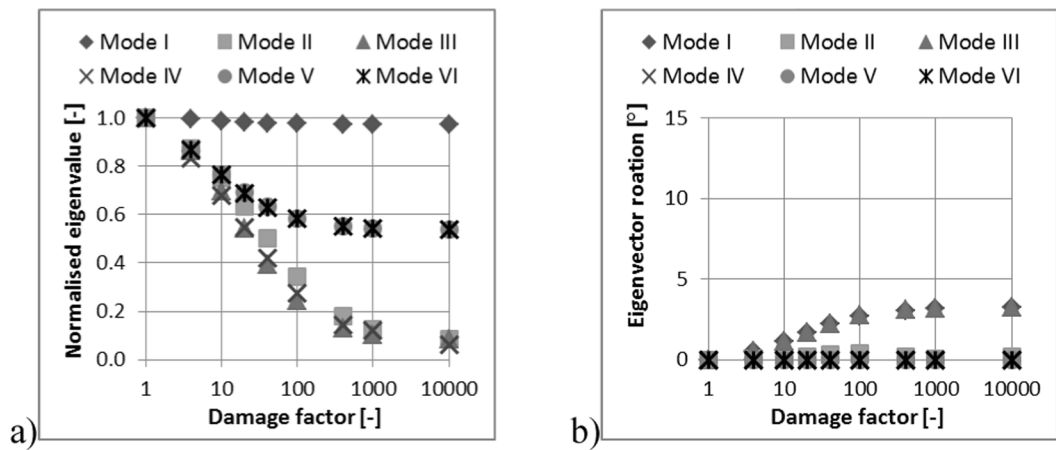 Mode I Mode II Mode III
Mode IV Mode V Mode VI
Normalised eigenvalue [-]
1.0
0.8
0.6
0.4
0.2
0.0
1 10 100 1000 10000
Damage factor [-]
a)
Mode I Mode II Mode III
Mode IV Mode V Mode VI
Eigenvector roation [°]
15
10
5
0
1 10 100 1000 10000
Damage factor [-]
b)